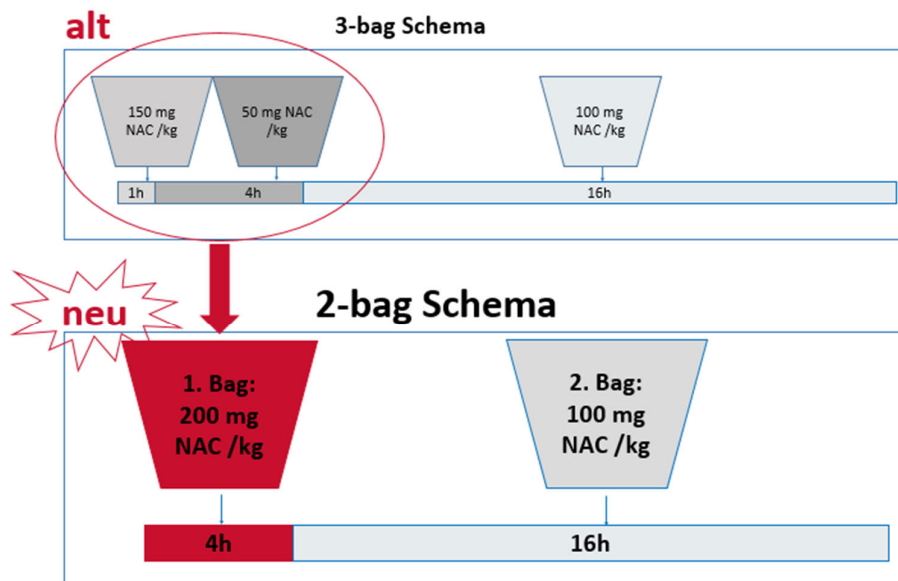 alt
3-bag Schema
150 mg
NAC /kg
50 mg NAC
/kg
100 mg
NAC /kg
1h
4h
16h
neu
2-bag Schema
1. Bag:
200 mg
NAC /kg
2. Bag:
100 mg
NAC /kg
4h
16h